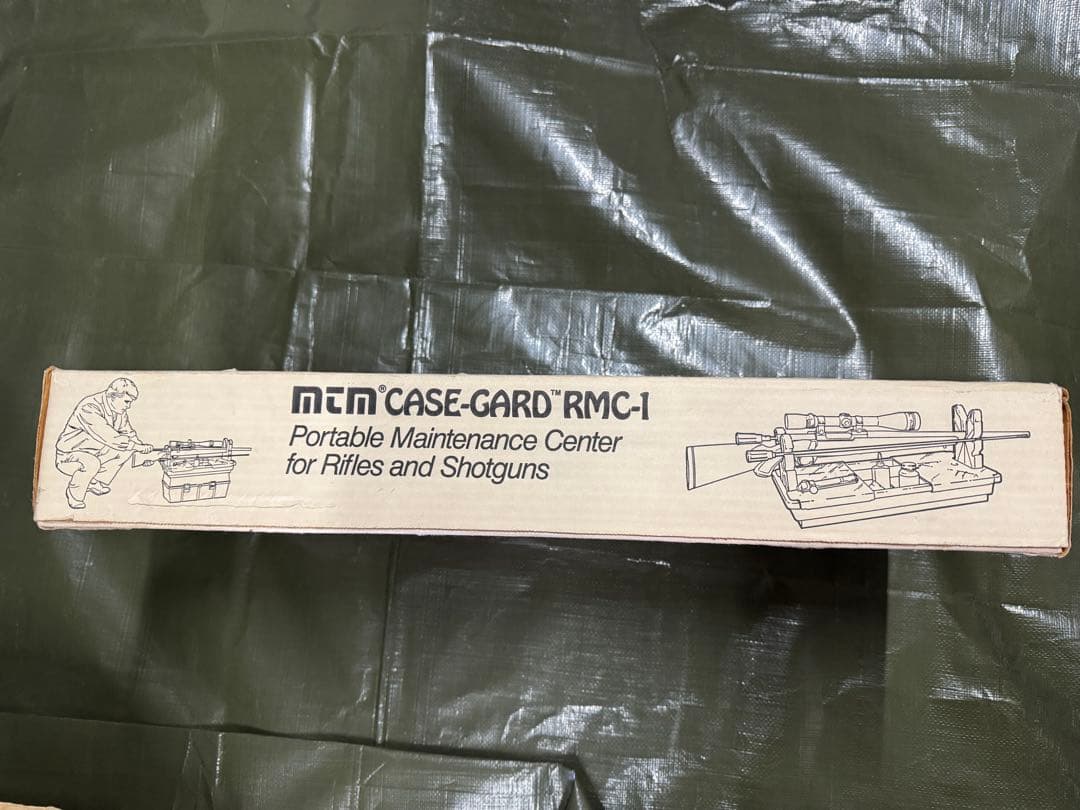 mtm® CASE-GARD™ RMC-1
Portable Maintenance Center
for Rifles and Shotguns